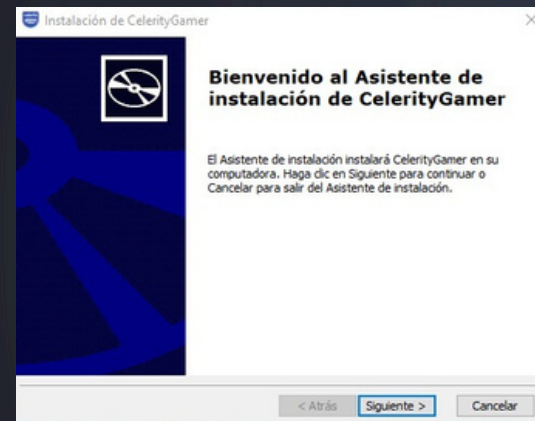 Instalación de CelerityGamer
Bienvenido al Asistente de
instalación de CelerityGamer
El Asistente de instalación instalará CelerityGamer en su
computadora. Haga clic en Siguiente para continuar o
Cancelar para salir del Asistente de instalación.
< Atrás Siguiente > Cancelar